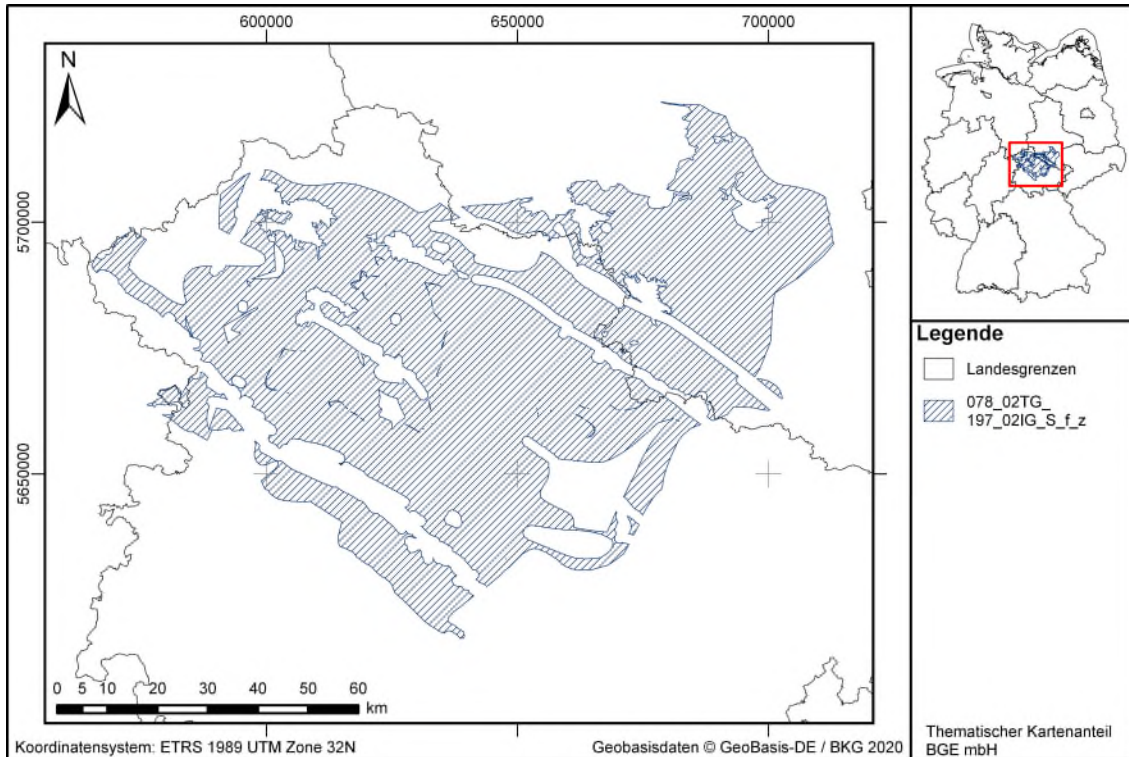 600000 650000 700000
N
5700000
5650000
0 5 10 20 30 40 50 60
km
Koordinatensystem: ETRS 1989 UTM Zone 32N
Geobasisdaten © GeoBasis-DE / BKG 2020
Legende
Landesgrenzen
078_02TG_
197_02IG_S_f_z
Thematischer Kartenanteil
BGE mbH